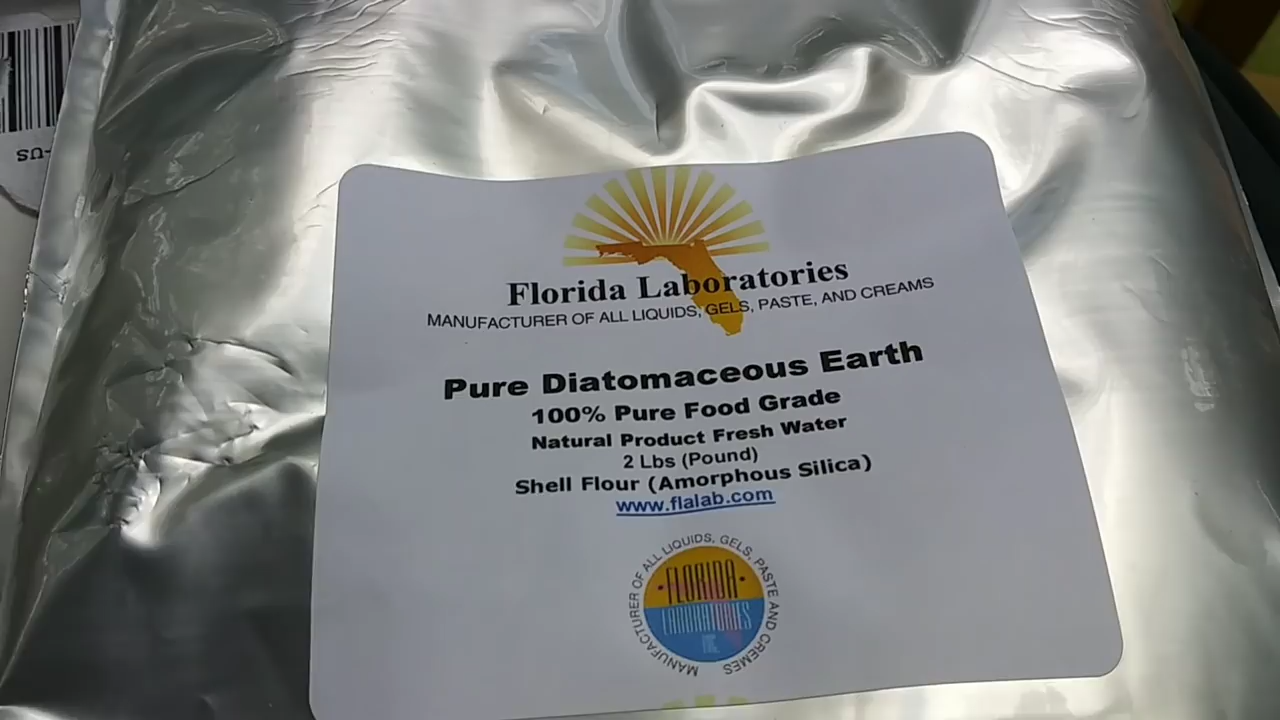 -US
Florida Laboratories
MANUFACTURER OF ALL LIQUIDS, GELS, PASTE, AND CREAMS
Pure Diatomaceous Earth
100% Pure Food Grade
Natural Product Fresh Water
2 Lbs (Pound)
Shell Flour (Amorphous Silica)
www.flalab.com
MANUFACTURER OF ALL LIQUIDS, GELS, PASTE AND CREMES
FLORIDA
LABORATORIES
INC.